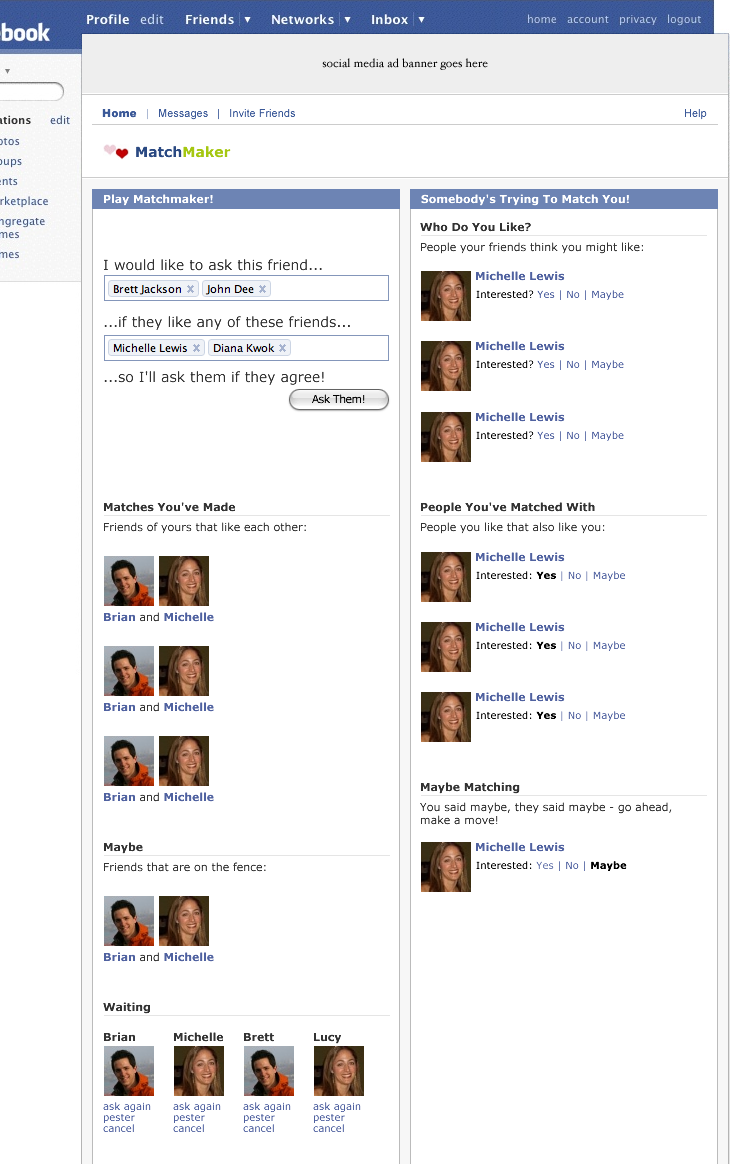 book
Profile edit Friends ▼ Networks ▼ Inbox ▼ home account privacy logout
social media ad banner goes here
▼
ations edit
otos
oups
ents
rketplace
ngregate
mes
mes
Home | Messages | Invite Friends Help
MatchMaker
Play Matchmaker!
I would like to ask this friend...
Brett Jackson x John Dee x
...if they like any of these friends...
Michelle Lewis x Diana Kwok x
...so I'll ask them if they agree!
Ask Them!
Matches You've Made
Friends of yours that like each other:
Brian and Michelle
Brian and Michelle
Brian and Michelle
Maybe
Friends that are on the fence:
Brian and Michelle
Waiting
Brian Michelle Brett Lucy
ask again ask again ask again ask again
pester pester pester pester
cancel cancel cancel cancel
Somebody's Trying To Match You!
Who Do You Like?
People your friends think you might like:
Michelle Lewis
Interested? Yes | No | Maybe
Michelle Lewis
Interested? Yes | No | Maybe
Michelle Lewis
Interested? Yes | No | Maybe
People You've Matched With
People you like that also like you:
Michelle Lewis
Interested: Yes | No | Maybe
Michelle Lewis
Interested: Yes | No | Maybe
Michelle Lewis
Interested: Yes | No | Maybe
Maybe Matching
You said maybe, they said maybe - go ahead,
make a move!
Michelle Lewis
Interested: Yes | No | Maybe